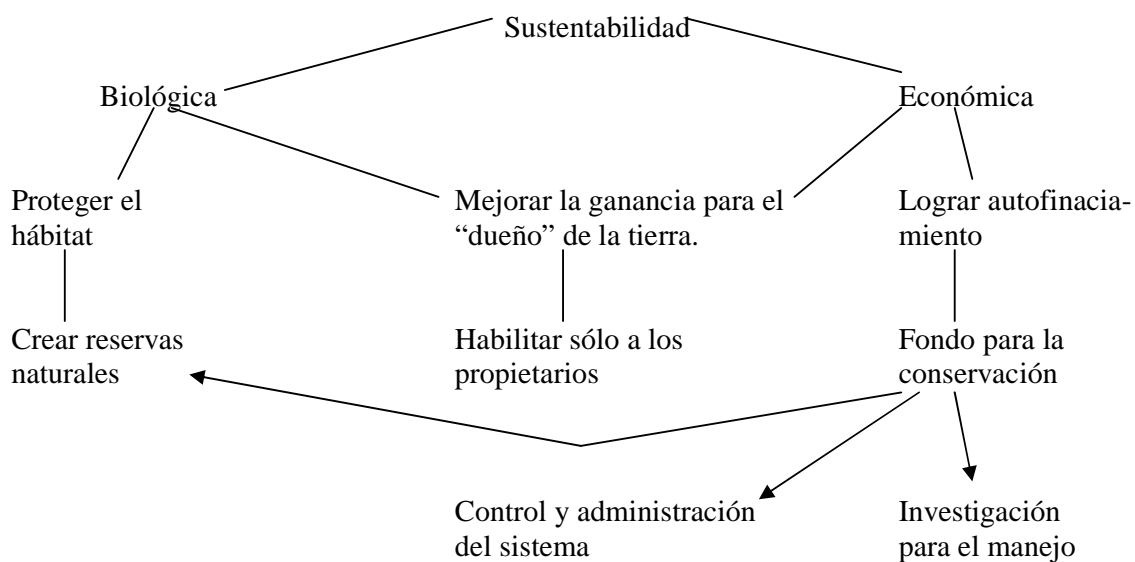 Sustentabilidad
Biológica
Económica
Proteger el
hábitat
Mejorar la ganancia para el
“dueño” de la tierra.
Lograr autofinacia-
miento
Crear reservas
naturales
Habilitar sólo a los
propietarios
Fondo para la
conservación
Control y administración
del sistema
Investigación
para el manejo